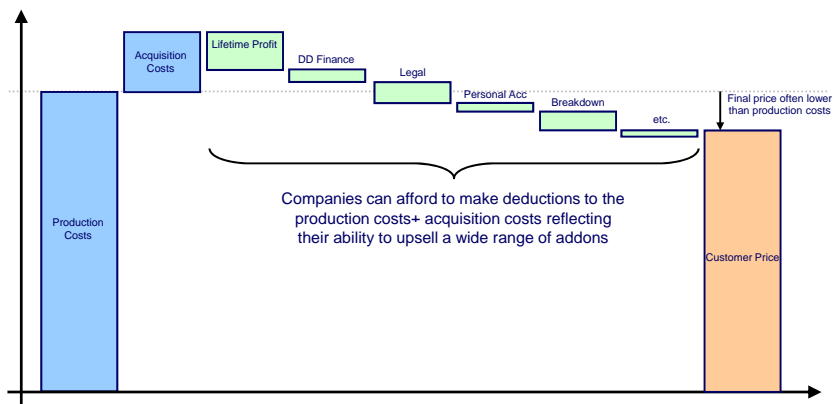 Acquisition
Costs
Lifetime Profit
DD Finance
Legal
Personal Acc
Breakdown
etc.
Final price often lower
than production costs
Companies can afford to make deductions to the
production costs+ acquisition costs reflecting
their ability to upsell a wide range of addons
Production
Costs
Customer Price